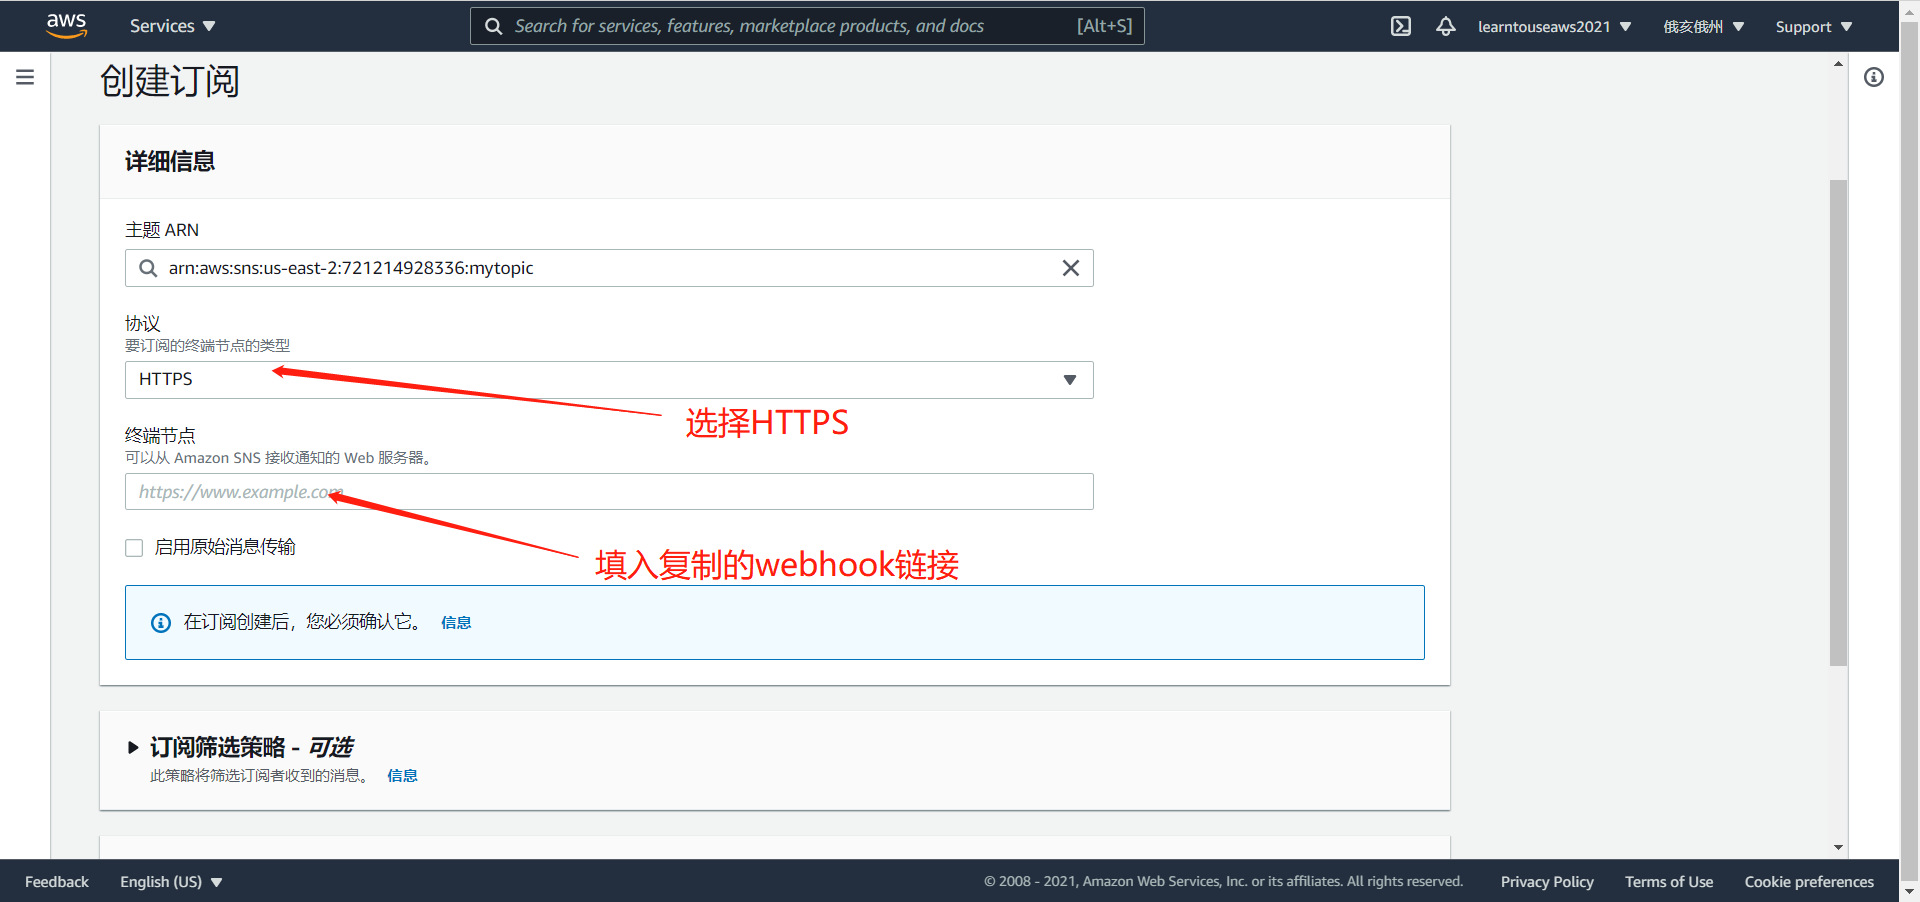 aws
Services
Search for services, features, marketplace products, and docs
[Alt+S]
learntouseaws2021
俄亥俄州
Support
创建订阅
详细信息
主题 ARN
arn:aws:sns:us-east-2:721214928336:mytopic
协议
要订阅的终端节点的类型
HTTPS
选择HTTPS
终端节点
可以从 Amazon SNS 接收通知的 Web 服务器。
https://www.example.com
启用原始消息传输
填入复制的webhook链接
在订阅创建后，您必须确认它。 信息
订阅筛选策略 - 可选
此策略将筛选订阅者收到的消息。 信息
Feedback
English (US)
© 2008 - 2021, Amazon Web Services, Inc. or its affiliates. All rights reserved.
Privacy Policy
Terms of Use
Cookie preferences